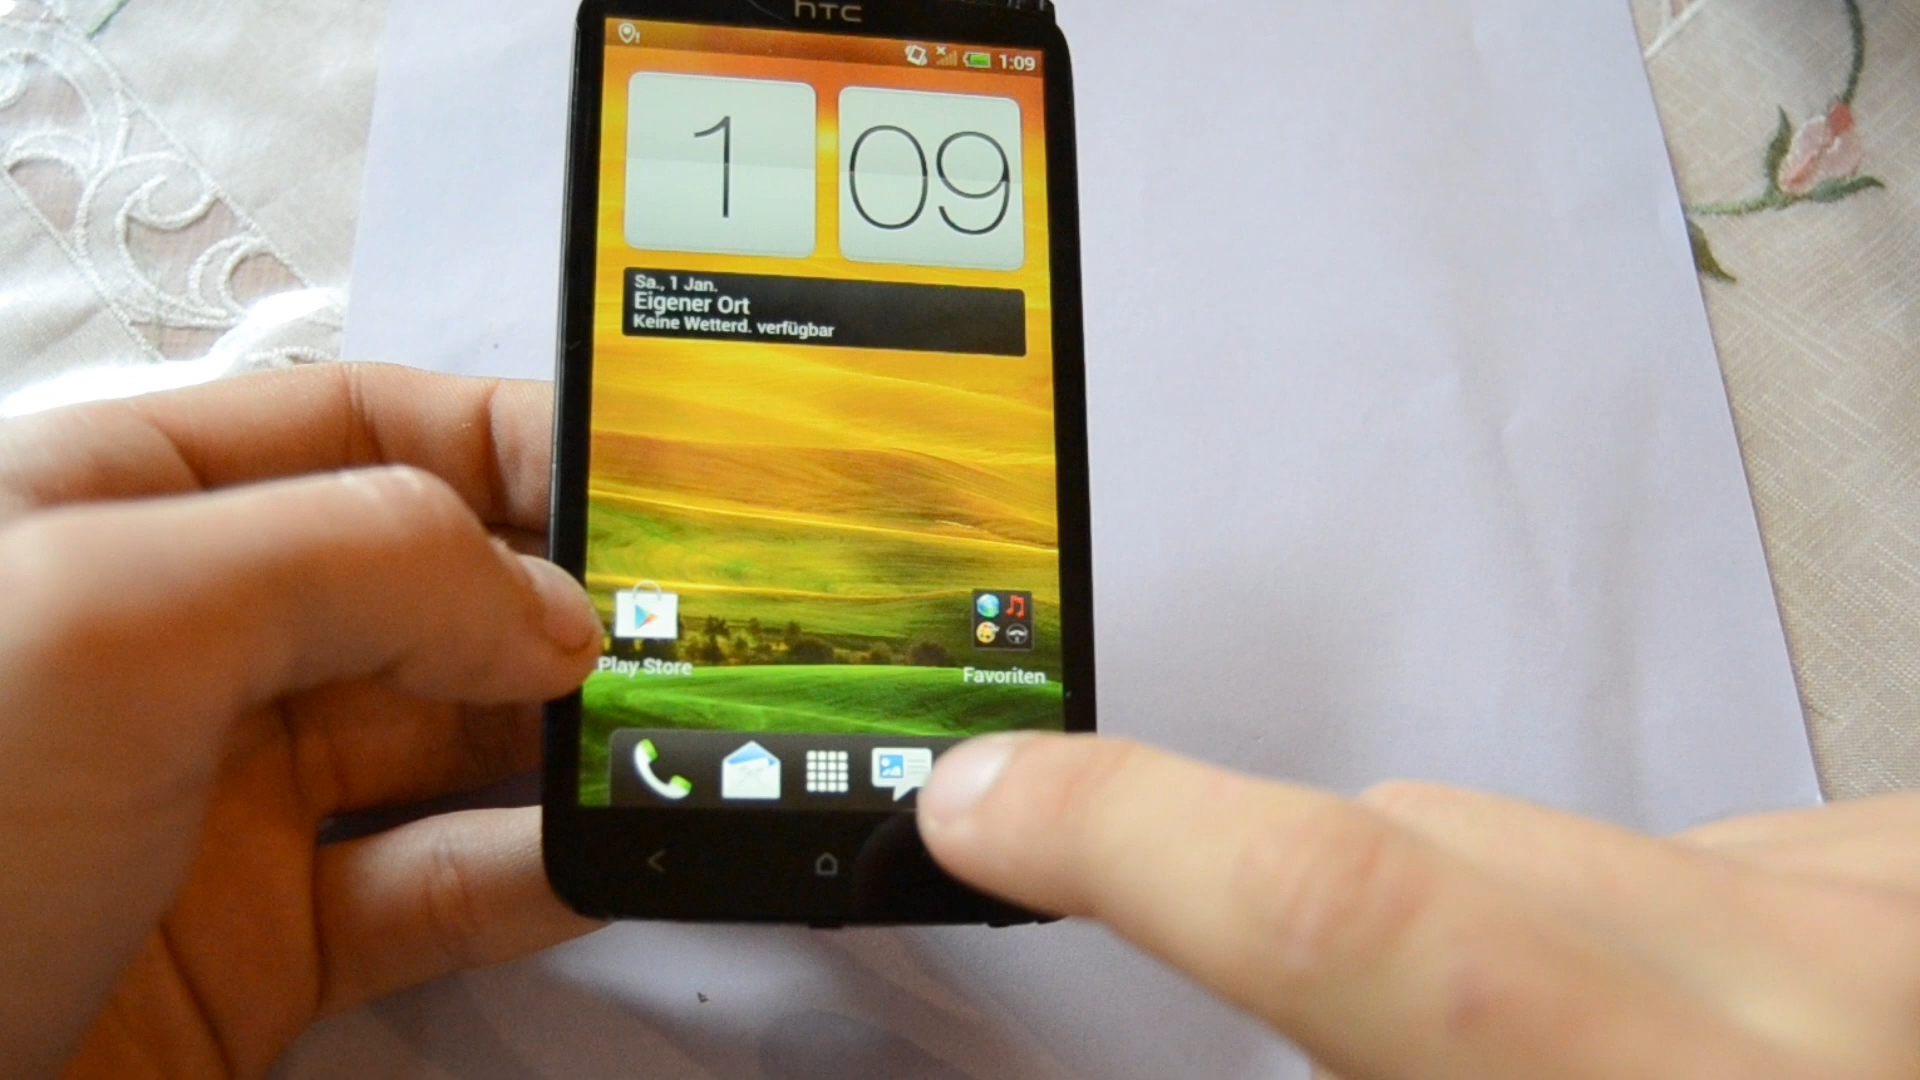 hTC
1:09
1 09
Sa., 1 Jan.
Eigener Ort
Keine Wetterd. verfügbar
Play Store
Favoriten